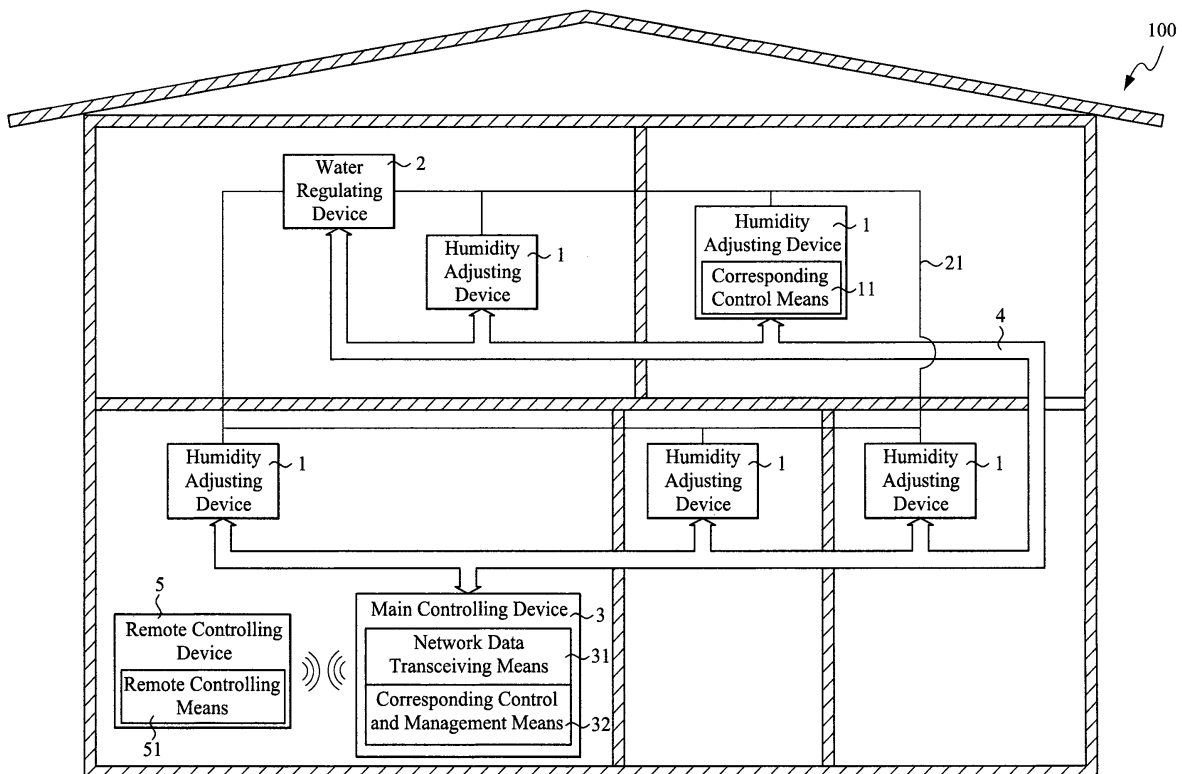 100
Water
Regulating
Device
2
Humidity
Adjusting
Device
1
Humidity
Adjusting Device
1
Corresponding
Control Means
11
21
4
Humidity
Adjusting
Device
1
Humidity
Adjusting
Device
1
Humidity
Adjusting
Device
1
5
Remote Controlling
Device
Remote Controlling
Means
51
Main Controlling Device
3
Network Data
Transceiving Means
31
Corresponding Control
and Management Means
32